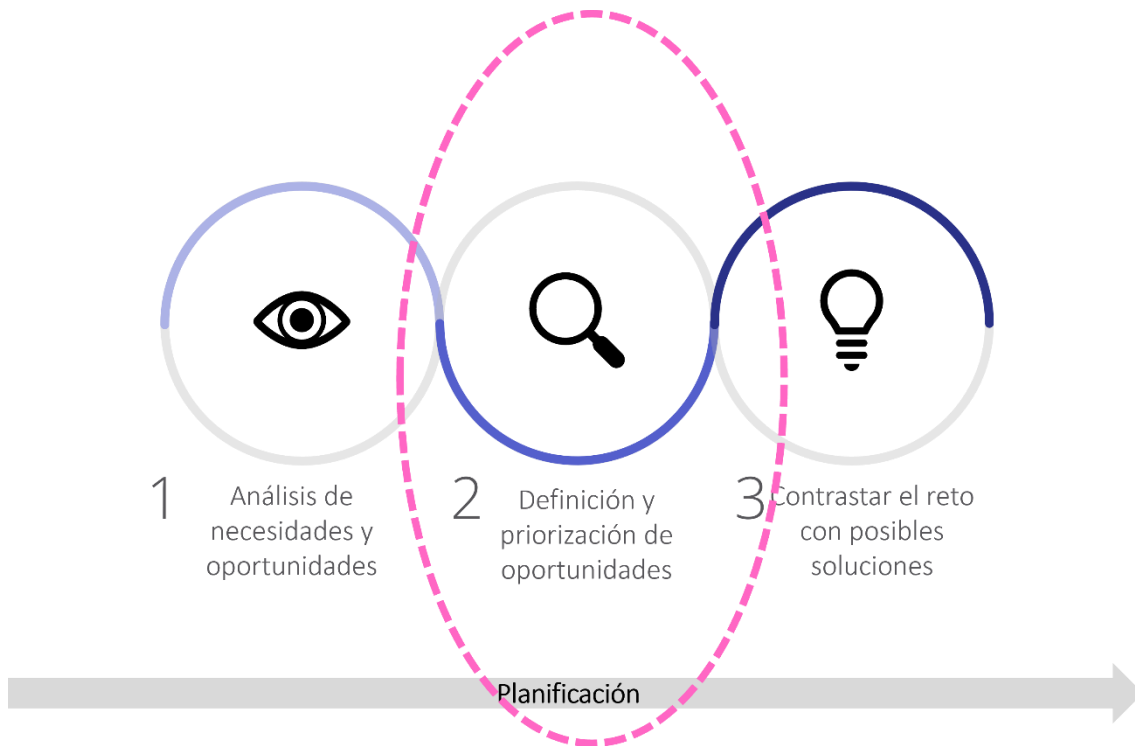 1
Análisis de
necesidades y
oportunidades
2
Definición y
priorización de
oportunidades
3
Contrastar el reto
con posibles
soluciones
Planificación